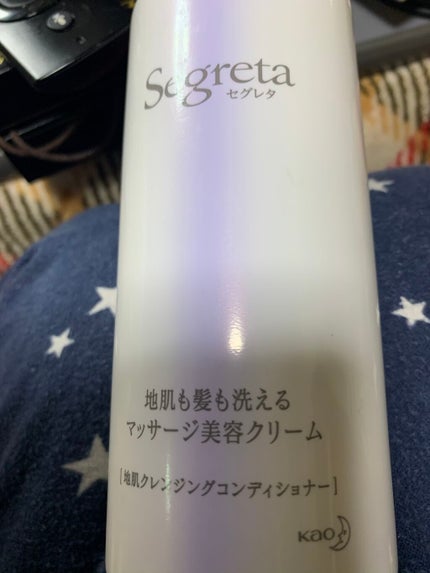 Segreta
セグレタ
地肌も髪も洗える
マッサージ美容クリーム
[地肌クレンジングコンディショナー]
Kao